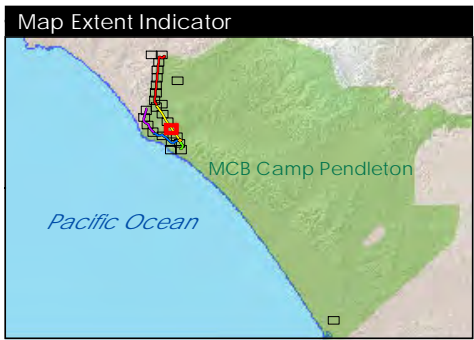 Map Extent Indicator
MCB Camp Pendleton
Pacific Ocean